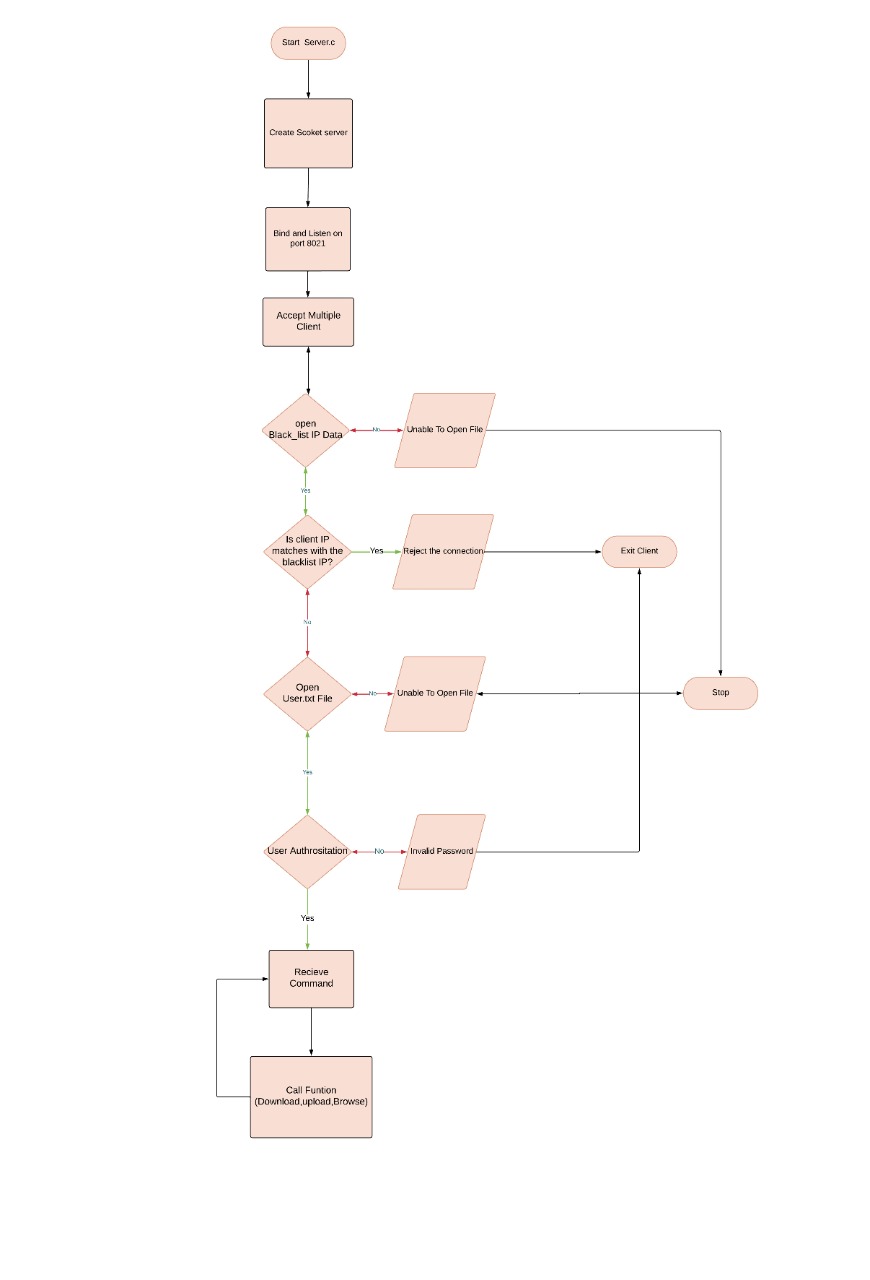 Start Server.c
Create Scoket server
Bind and Listen on
port 8021
Accept Multiple
Client
open
Black_list IP Data
No
Unable To Open File
Yes
Is client IP
matches with the
blacklist IP?
Yes
Reject the connection
Exit Client
No
Open
User.txt File
No
Unable To Open File
Stop
Yes
User Authrositation
No
Invalid Password
Yes
Recieve
Command
Call Funtion
(Download,upload,Browse)